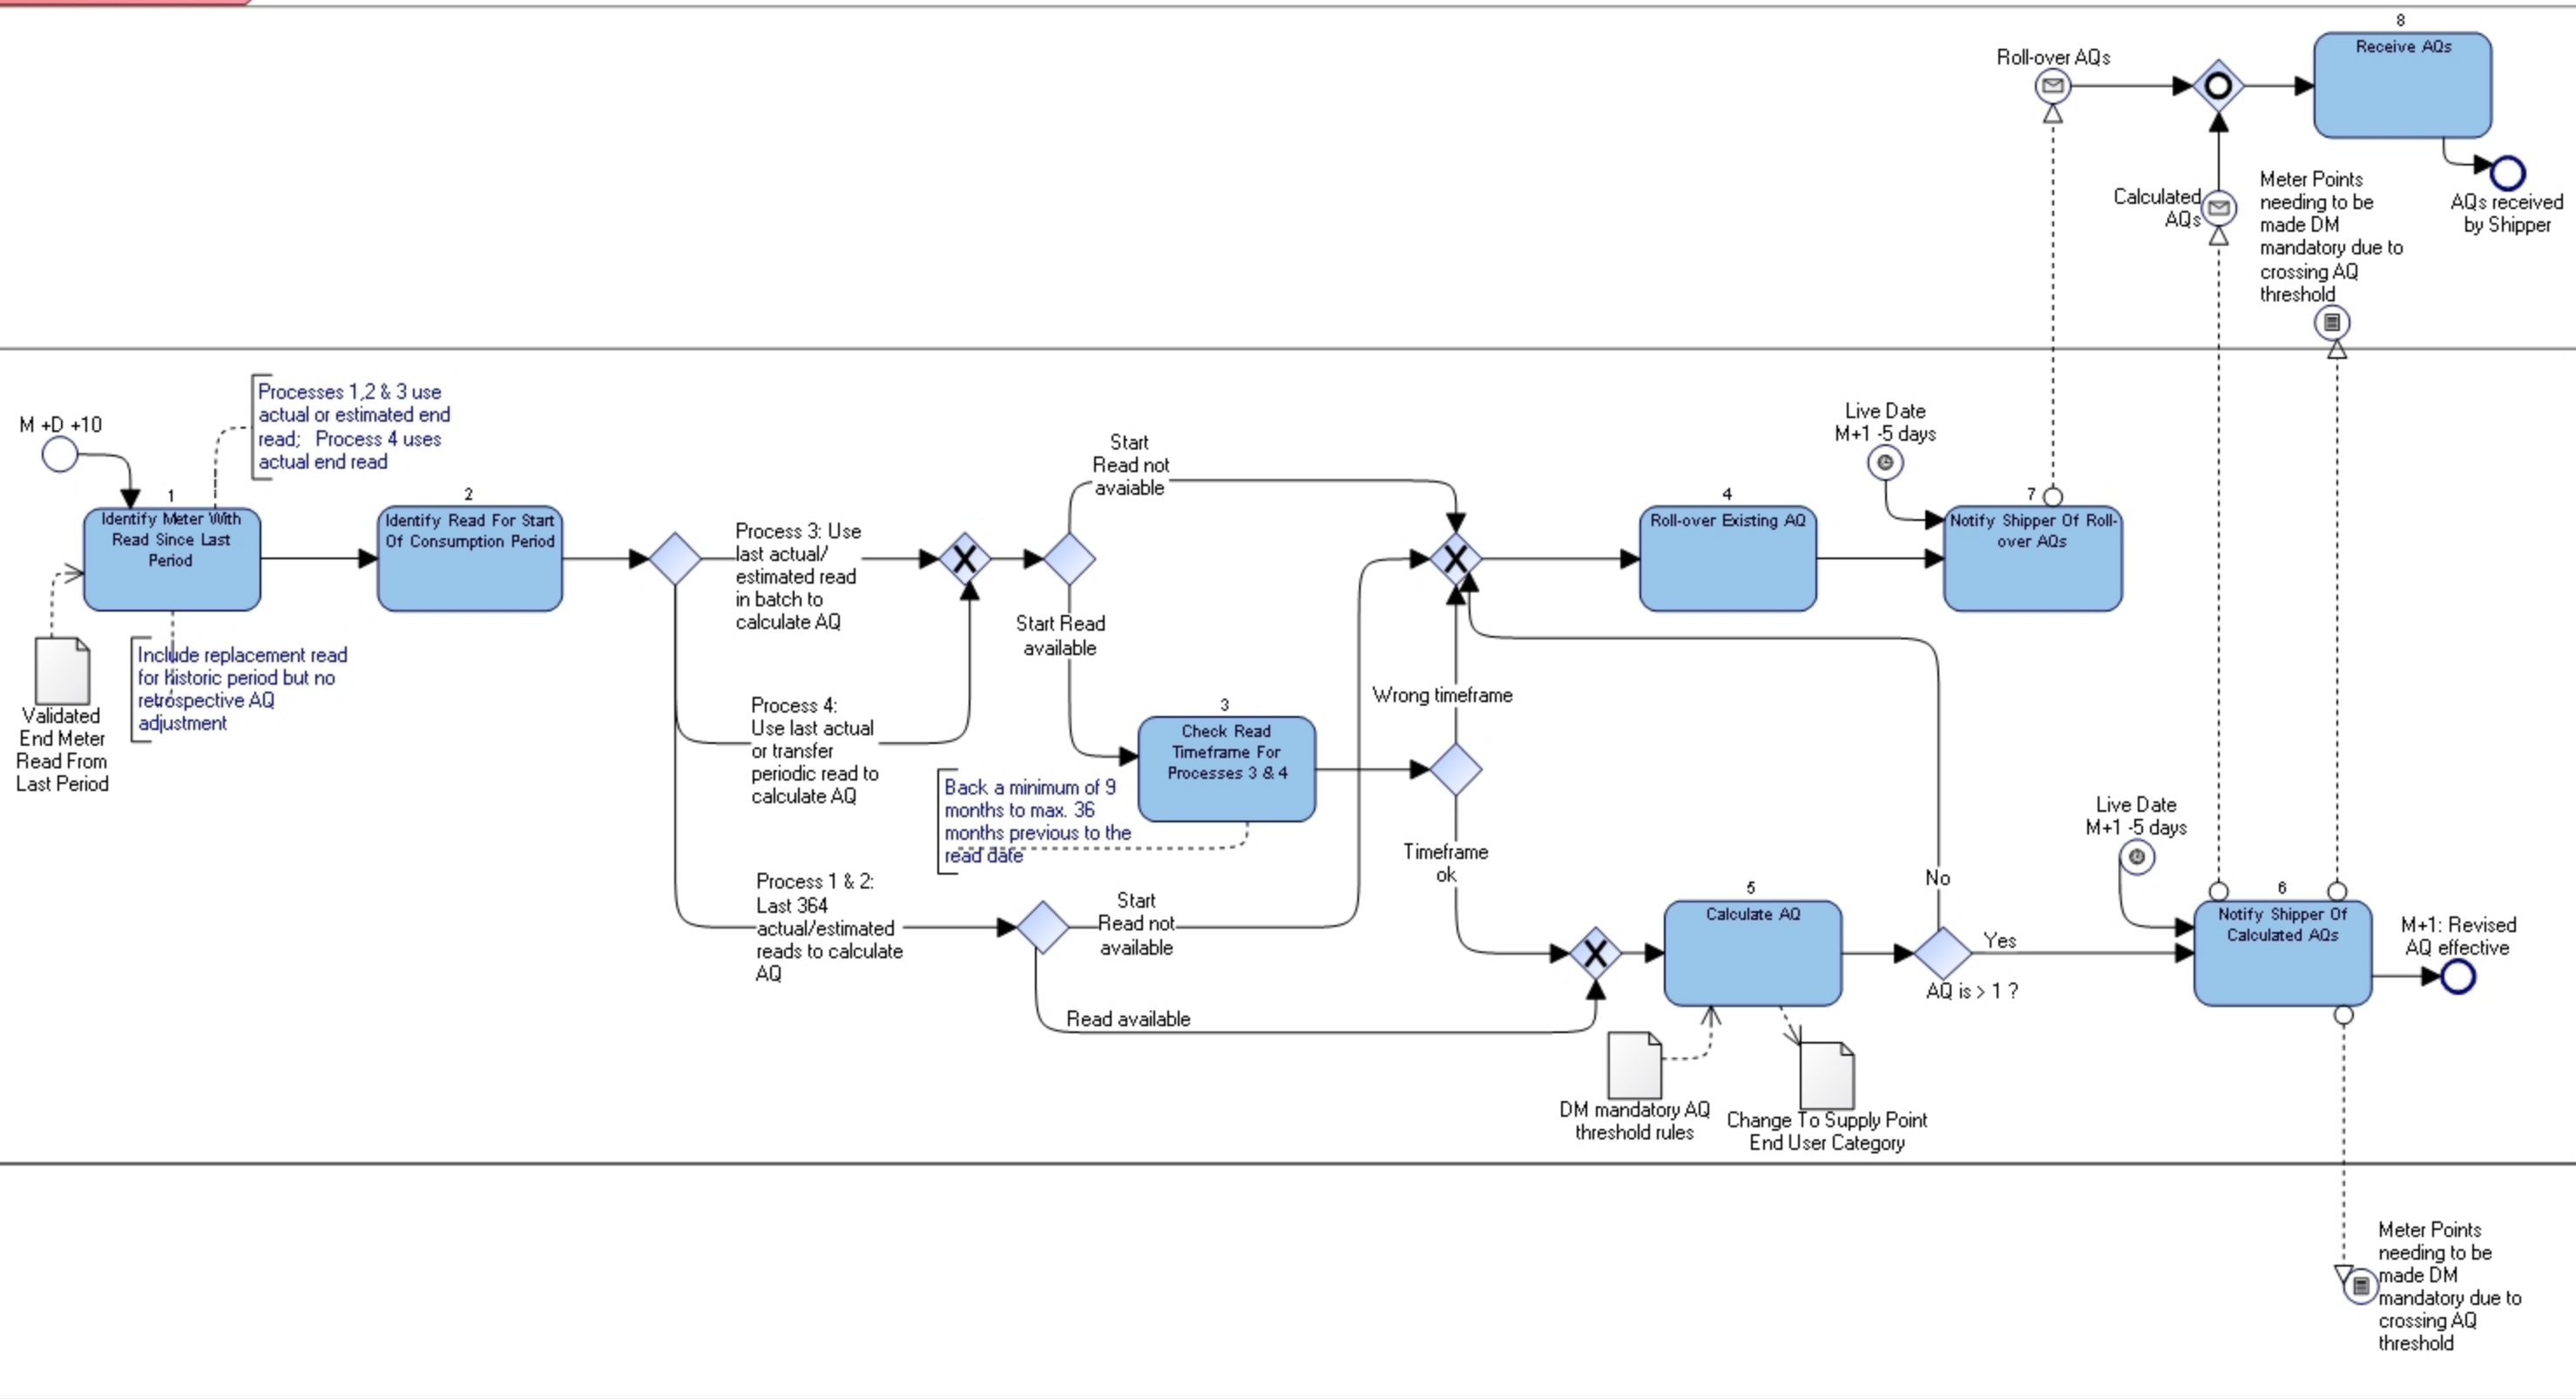 8
Receive AQs
Roll-over AQs
Calculated
AQs
Meter Points
needing to be
made DM
mandatory due to
crossing AQ
threshold
AQs received
by Shipper
M +D +10
Processes 1,2 & 3 use
actual or estimated end
read;   Process 4 uses
actual end read
1
Identify Meter With
Read Since Last
Period
2
Identify Read For Start
Of Consumption Period
Validated
End Meter
Read From
Last Period
Include replacement read
for historic period but no
retrospective AQ
adjustment
Process 3: Use
last actual/
estimated read
in batch to
calculate AQ
Process 4:
Use last actual
or transfer
periodic read to
calculate AQ
Process 1 & 2:
Last 364
actual/estimated
reads to calculate
AQ
Start
Read not
avaiable
Start Read
available
3
Check Read
Timeframe For
Processes 3 & 4
Back a minimum of 9
months to max. 36
months previous to the
read date
Start
Read not
available
Read available
Wrong timeframe
Timeframe
ok
4
Roll-over Existing AQ
Live Date
M+1 -5 days
7
Notify Shipper Of Roll-
over AQs
5
Calculate AQ
DM mandatory AQ
threshold rules
Change To Supply Point
End User Category
No
Yes
AQ is > 1 ?
Live Date
M+1 -5 days
6
Notify Shipper Of
Calculated AQs
M+1: Revised
AQ effective
Meter Points
needing to be
made DM
mandatory due to
crossing AQ
threshold